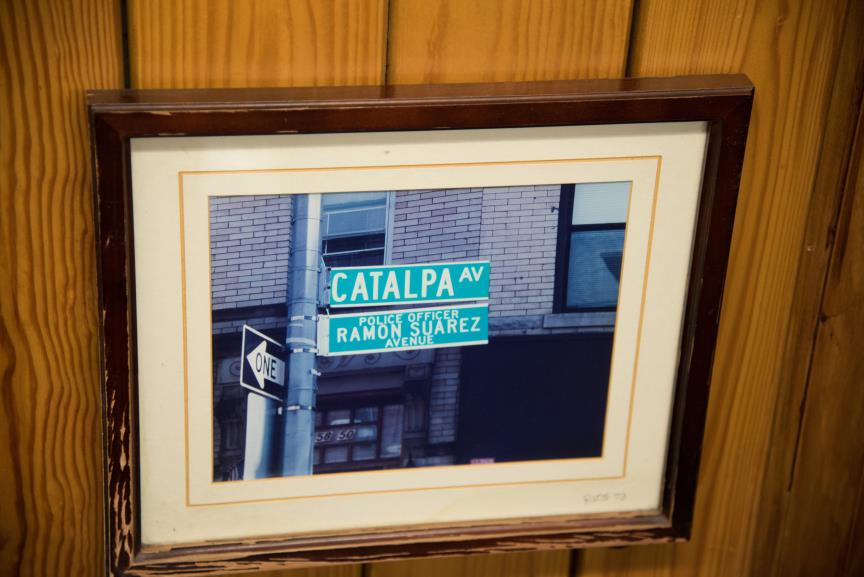 CATALPA AV
POLICE OFFICER
RAMON SUAREZ
AVENUE
ONE
58 50